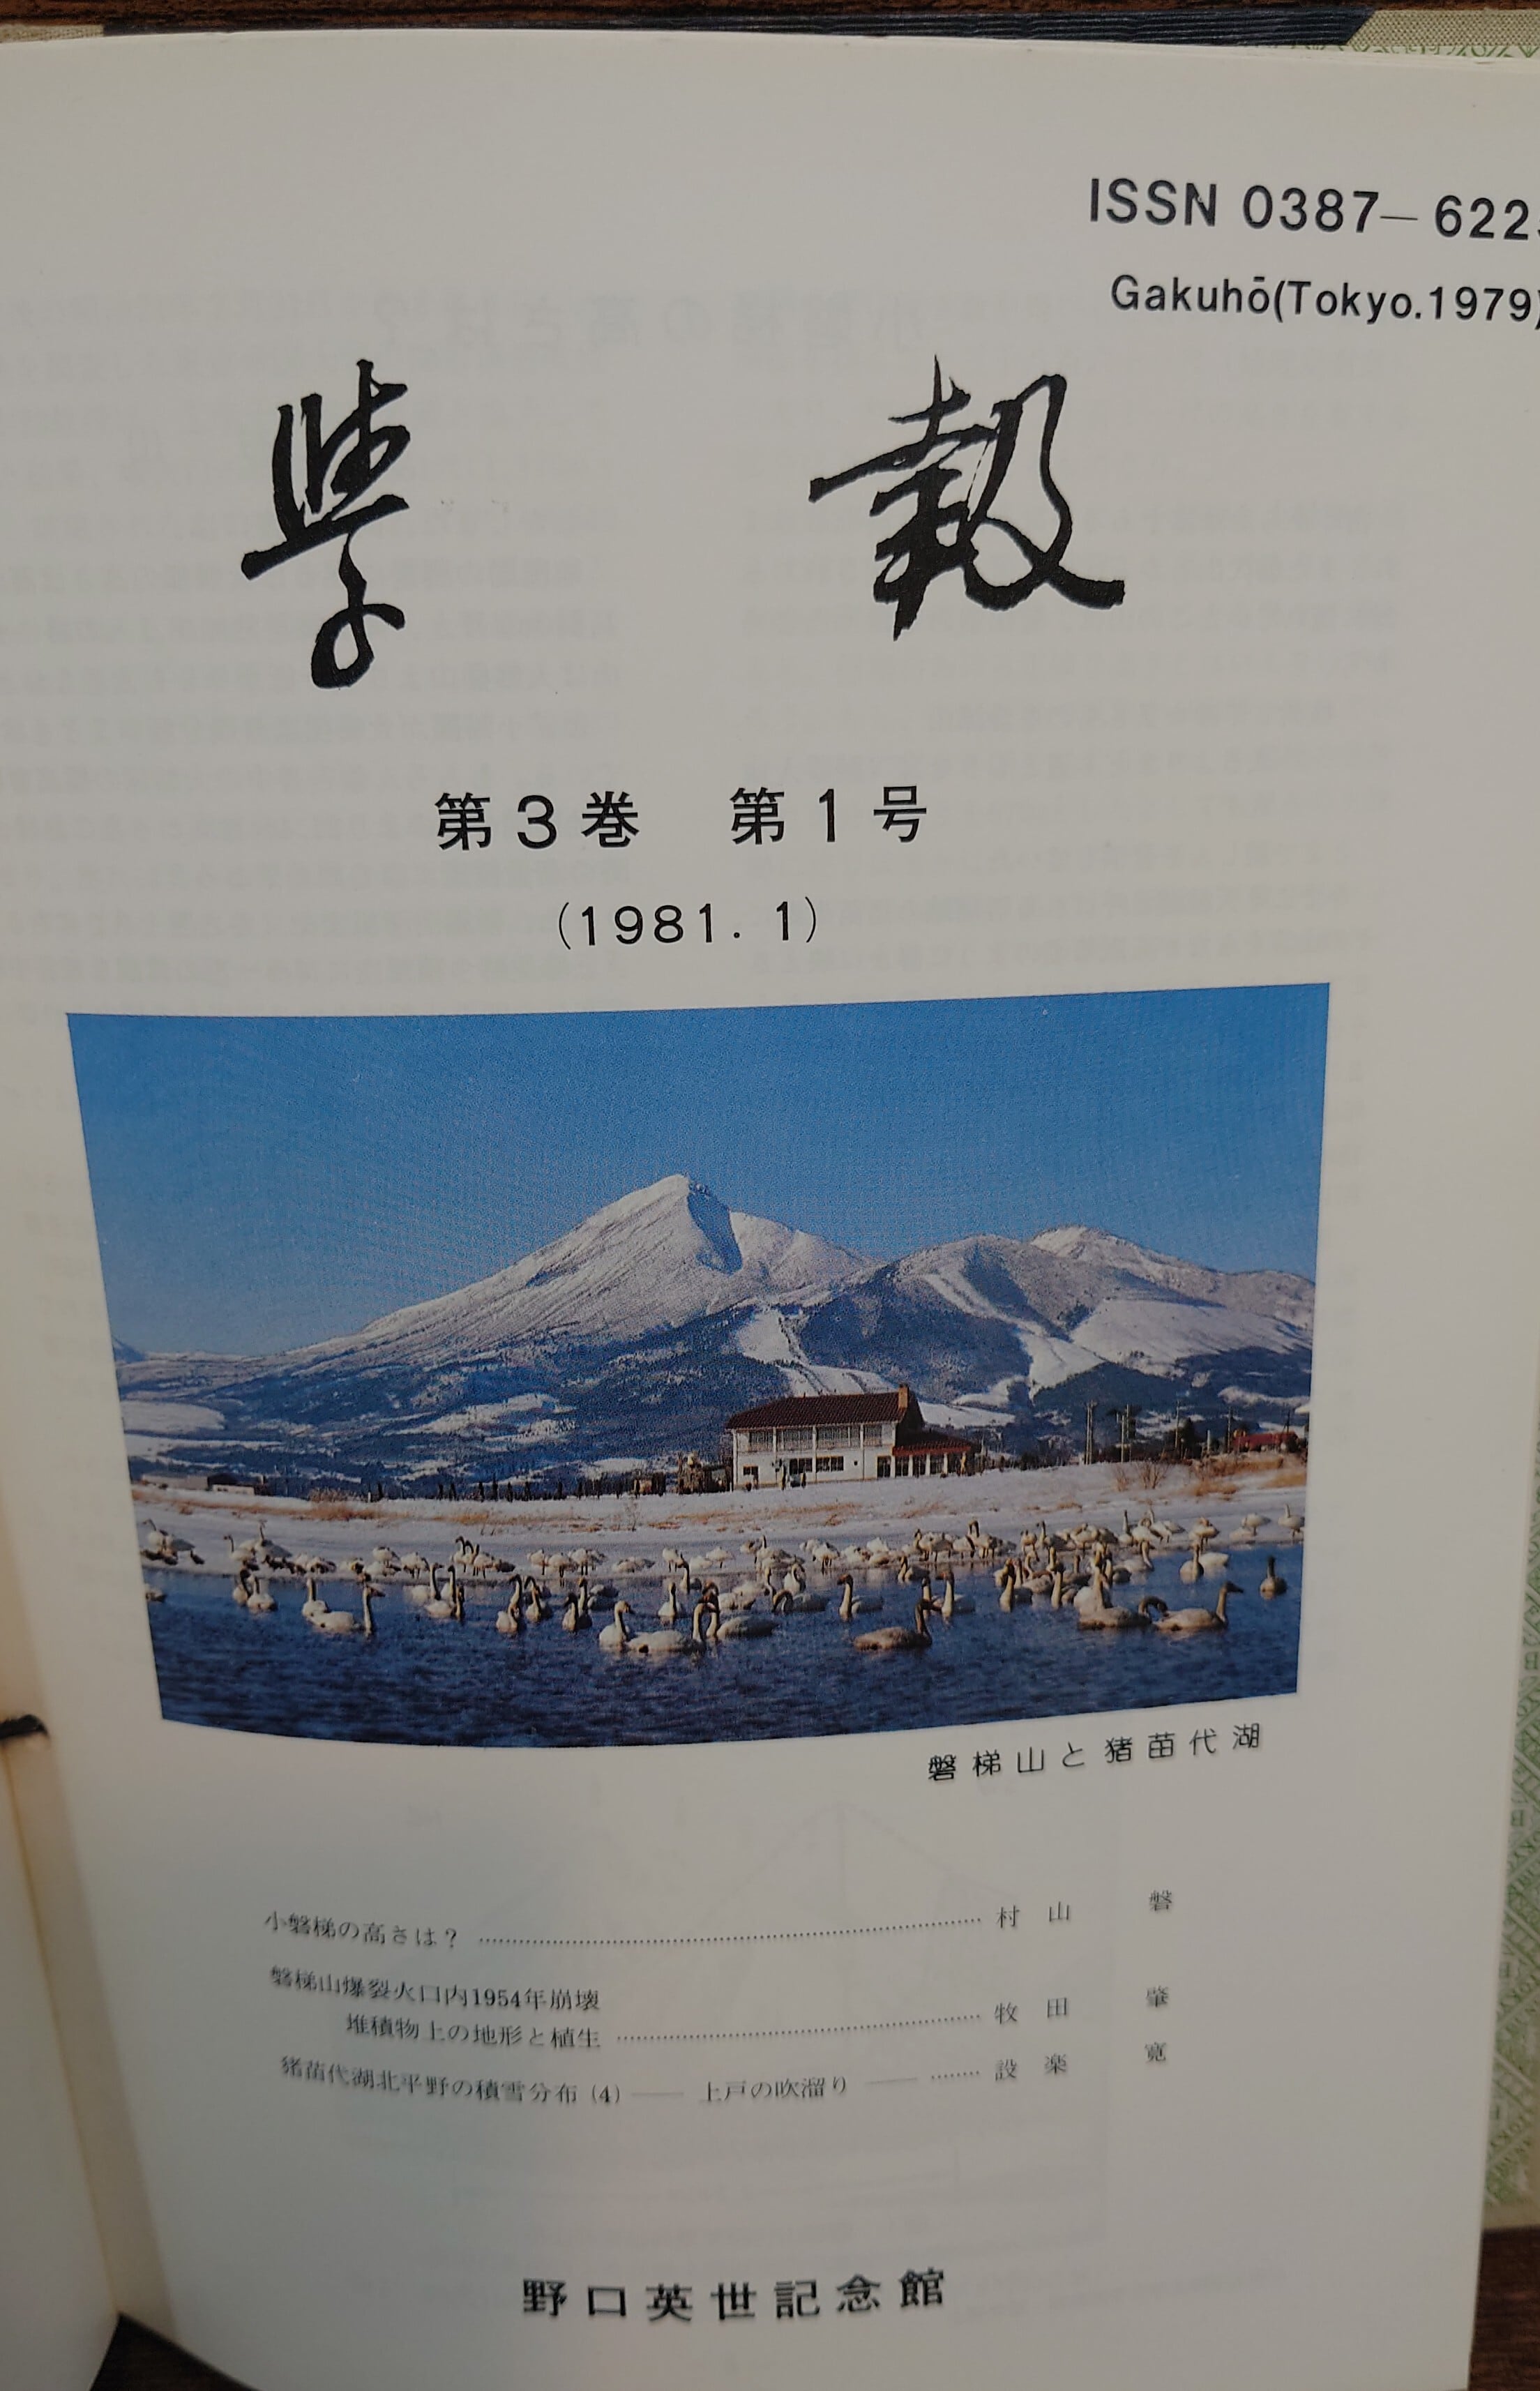 ISSN 0387—622
Gakuhō(Tokyo.1979)
學報
第3巻 第1号
(1981. 1)
磐梯山と猪苗代湖
小磐梯の高さは? 村山 磐
磐梯山爆裂火口内1954年崩壊
堆積物上の地形と植生 牧田 肇
猪苗代湖北平野の積雪分布 (4) —— 上戸の吹溜り —— 設楽 寛
野口英世記念館